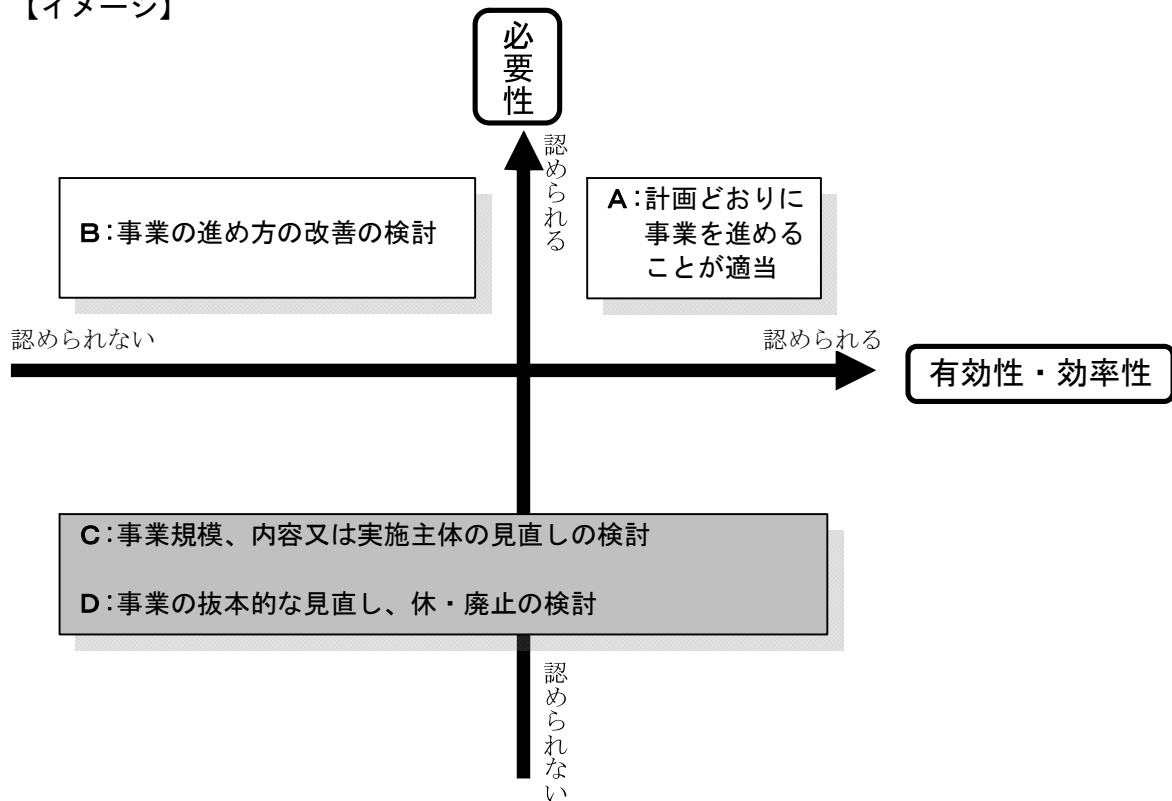 【イメージ】
必要性
認められる
B：事業の進め方の改善の検討
A：計画どおりに
事業を進める
ことが適当
認められない
認められる
有効性・効率性
C：事業規模、内容又は実施主体の見直しの検討
D：事業の抜本的な見直し、休・廃止の検討
認められない